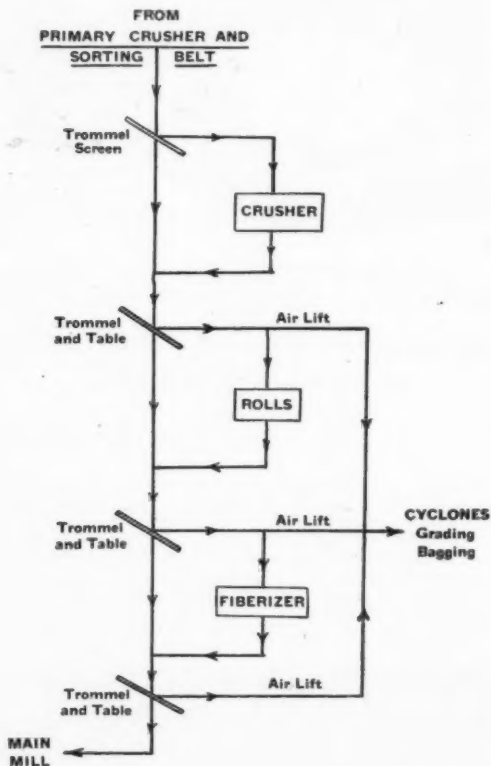 FROM
PRIMARY CRUSHER AND
SORTING BELT
Trommel
Screen
CRUSHER
Trommel
and Table
Air Lift
ROLLS
Trommel
and Table
Air Lift
CYCLONES
Grading
Bagging
FIBERIZER
Trommel
and Table
Air Lift
MAIN
MILL